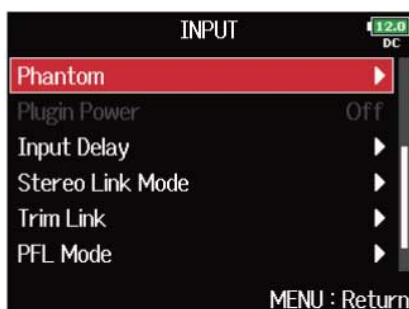 INPUT
12.0
DC
Phantom
Plugin Power Off
Input Delay
Stereo Link Mode
Trim Link
PFL Mode
MENU : Return